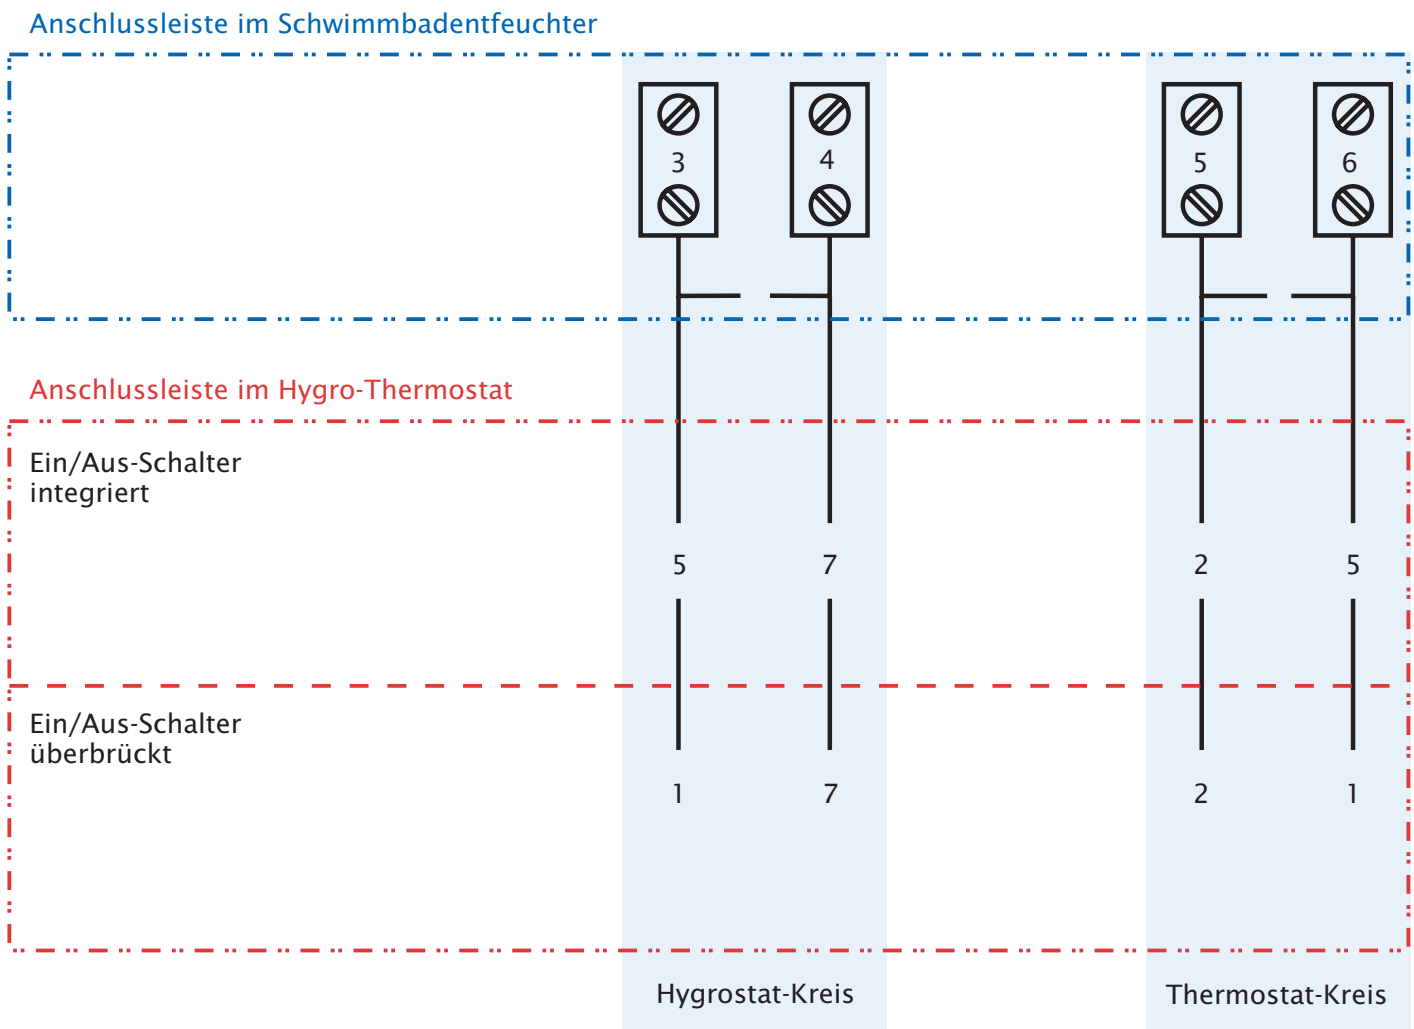 Anschlussleiste im Schwimmbadentfeuchter
3 4 5 6
Anschlussleiste im Hygro-Thermostat
Ein/Aus-Schalter
integriert
5 7 2 5
Ein/Aus-Schalter
überbrückt
1 7 2 1
Hygrostat-Kreis Thermostat-Kreis